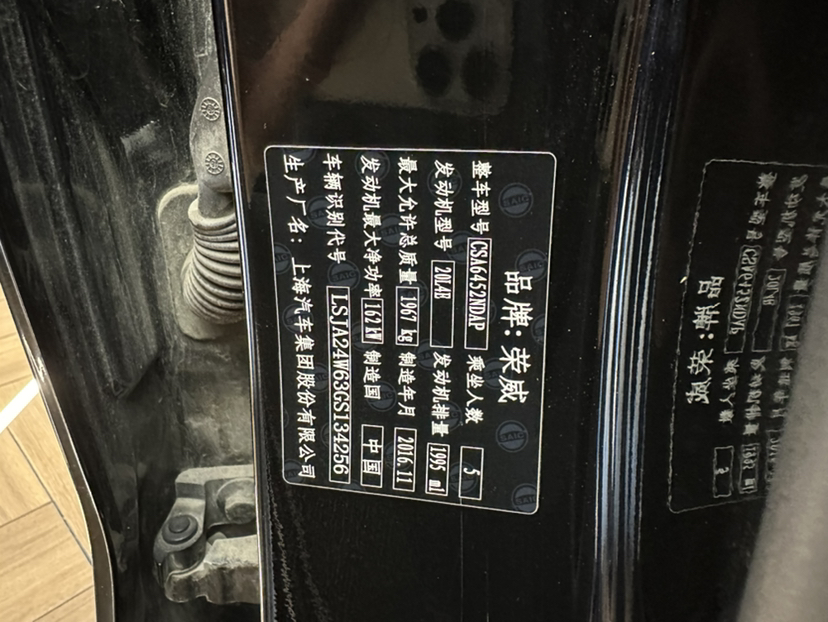 品牌: 荣威
整车型号 CSA6452NDAP 乘坐人数 5
发动机型号 20L4E 发动机排量 1995 ml
最大允许总质量 1967 kg 制造年月 2016.11
发动机最大净功率 162 kW 制造国 中国
车辆识别代号 LSJA24W63GS134256
生产厂名: 上海汽车集团股份有限公司